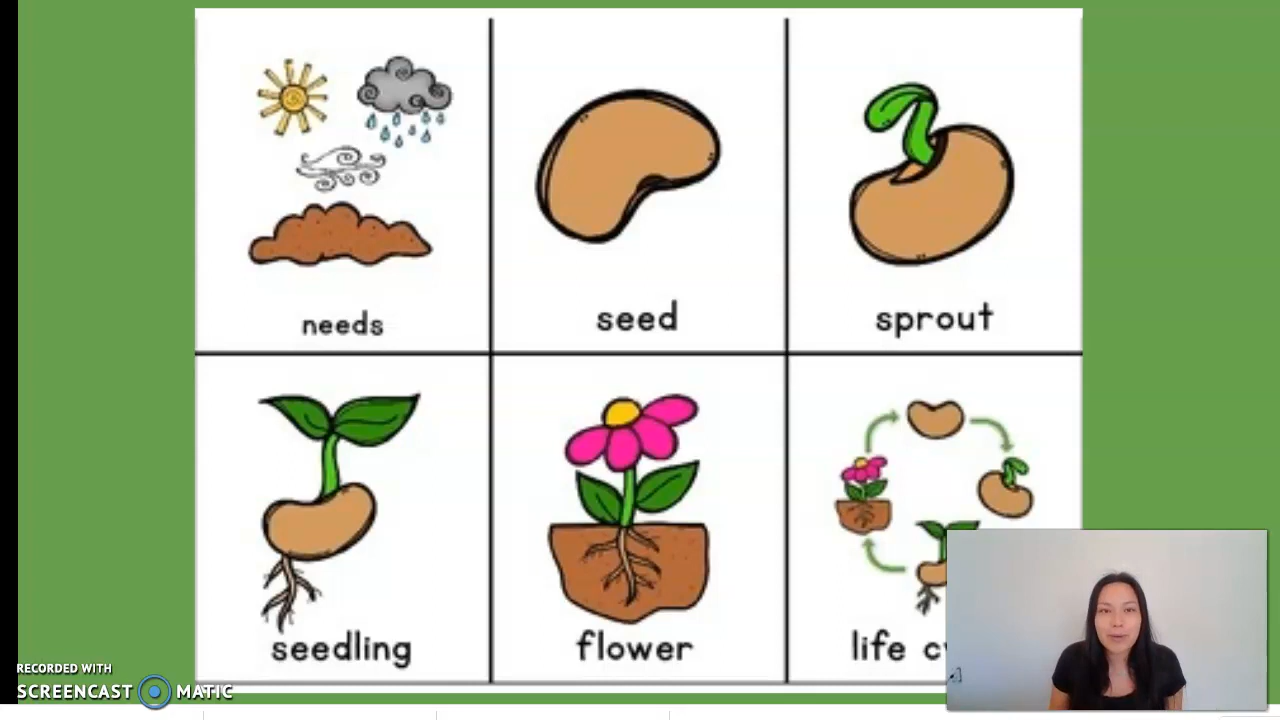 needs
seed
sprout
seedling
flower
life c
RECORDED WITH
SCREENCAST MATIC